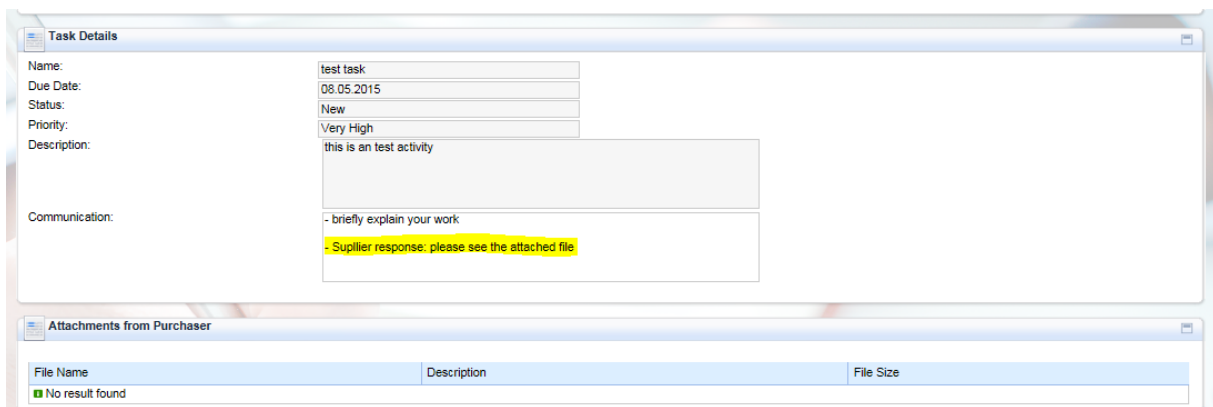 Task Details
Name: test task
Due Date: 08.05.2015
Status: New
Priority: Very High
Description: this is an test activity
Communication: - briefly explain your work
- Supllier response: please see the attached file
Attachments from Purchaser
File Name Description File Size
No result found